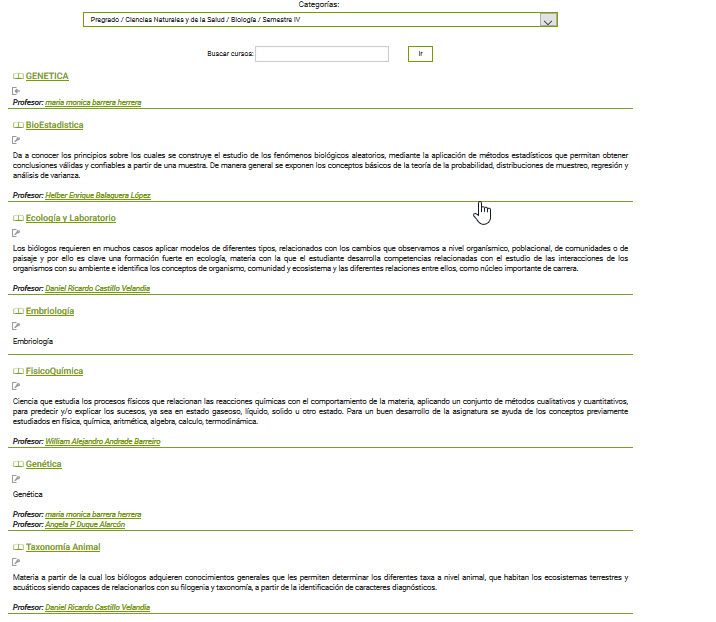 Categorías:
Pregrado / Ciencias Naturales y de la Salud / Biología / Semestre IV
Buscar cursos:
Ir
GENETICA
Profesor: maria monica barrera herrera
BioEstadistica
Da a conocer los principios sobre los cuales se construye el estudio de los fenómenos biológicos aleatorios, mediante la aplicación de métodos estadísticos que permitan obtener
conclusiones válidas y confiables a partir de una muestra. De manera general se exponen los conceptos básicos de la teoría de la probabilidad, distribuciones de muestreo, regresión y
análisis de varianza.
Profesor: Helber Enrique Balaguera López
Ecología y Laboratorio
Los biólogos requieren en muchos casos aplicar modelos de diferentes tipos, relacionados con los cambios que observamos a nivel organísmico, poblacional, de comunidades o de
paisaje y por ello es clave una formación fuerte en ecología, materia con la que el estudiante desarrolla competencias relacionadas con el estudio de las interacciones de los
organismos con su ambiente e identifica los conceptos de organismo, comunidad y ecosistema y las diferentes relaciones entre ellos, como núcleo importante de carrera.
Profesor: Daniel Ricardo Castillo Velandia
Embriología
Embriología
FisicoQuímica
Ciencia que estudia los procesos físicos que relacionan las reacciones químicas con el comportamiento de la materia, aplicando un conjunto de métodos cualitativos y cuantitativos,
para predecir y/o explicar los sucesos, ya sea en estado gaseoso, líquido, solido u otro estado. Para un buen desarrollo de la asignatura se ayuda de los conceptos previamente
estudiados en física, química, aritmética, algebra, calculo, termodinámica.
Profesor: William Alejandro Andrade Barreiro
Genética
Genética
Profesor: maria monica barrera herrera
Profesor: Angela P Duque Alarcón
Taxonomía Animal
Materia a partir de la cual los biólogos adquieren conocimientos generales que les permiten determinar los diferentes taxa a nivel animal, que habitan los ecosistemas terrestres y
acuáticos siendo capaces de relacionarlos con su filogenia y taxonomía, a partir de la identificación de caracteres diagnósticos.
Profesor: Daniel Ricardo Castillo Velandia